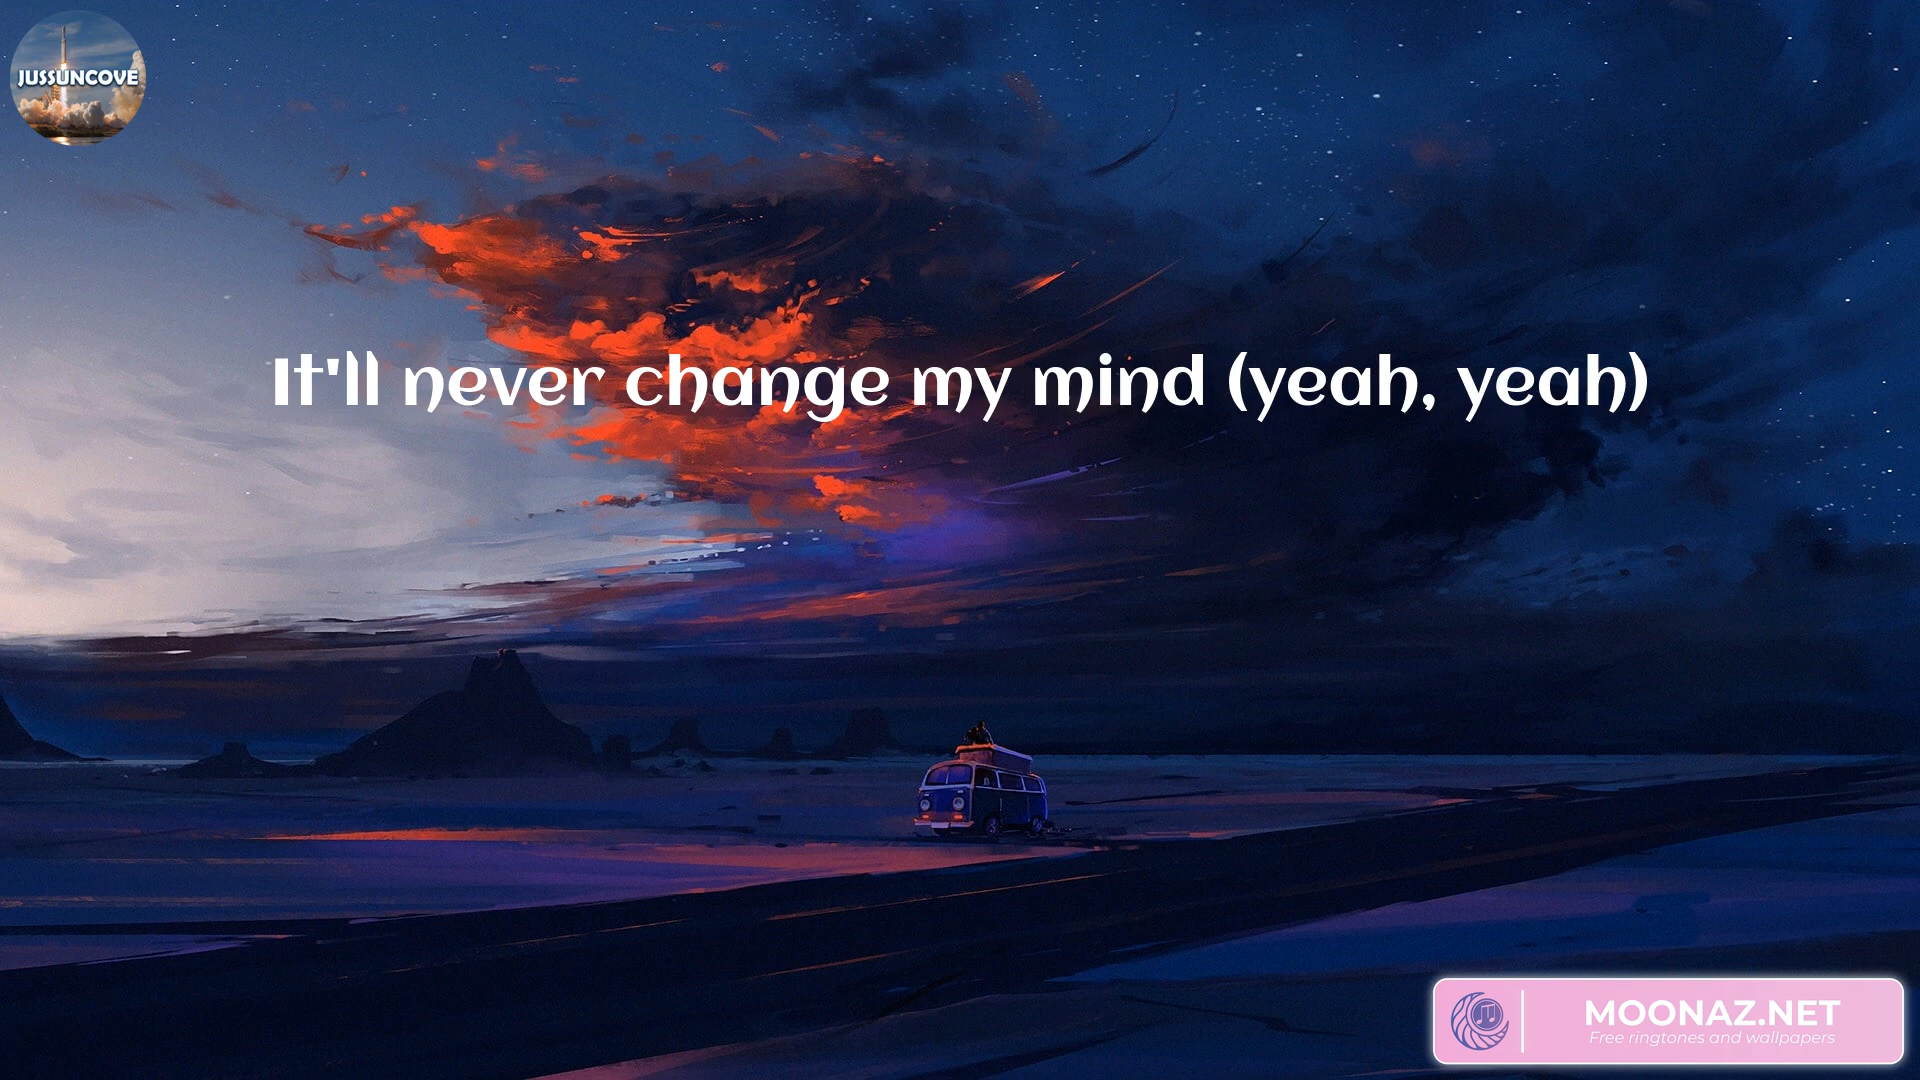 JUSSUNCOVE
It'll never change my mind (yeah, yeah)
MOONAZ.NET
Free ringtones and wallpapers